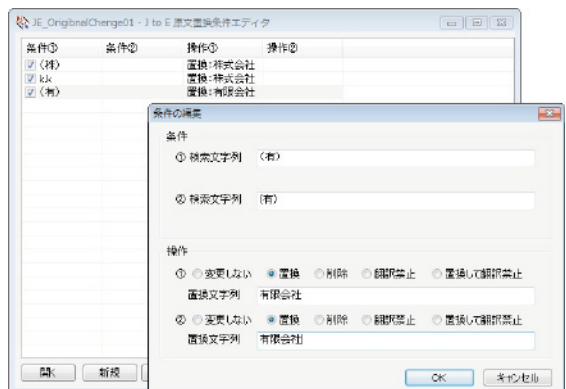 JE_OrigibnelChenge01 - J to E 原文置換条件エディタ
条件① 条件② 操作① 操作②
(株) 置換:株式会社
k.k 置換:株式会社
(有) 置換:有限会社
条件の編集
条件
① 検索文字列 (有)
② 検索文字列 (有)
操作
① 変更しない 置換 削除 翻訳禁止 置換して翻訳禁止
置換文字列 有限会社
② 変更しない 置換 削除 翻訳禁止 置換して翻訳禁止
置換文字列 有限会社
開く 新規
OK キャンセル